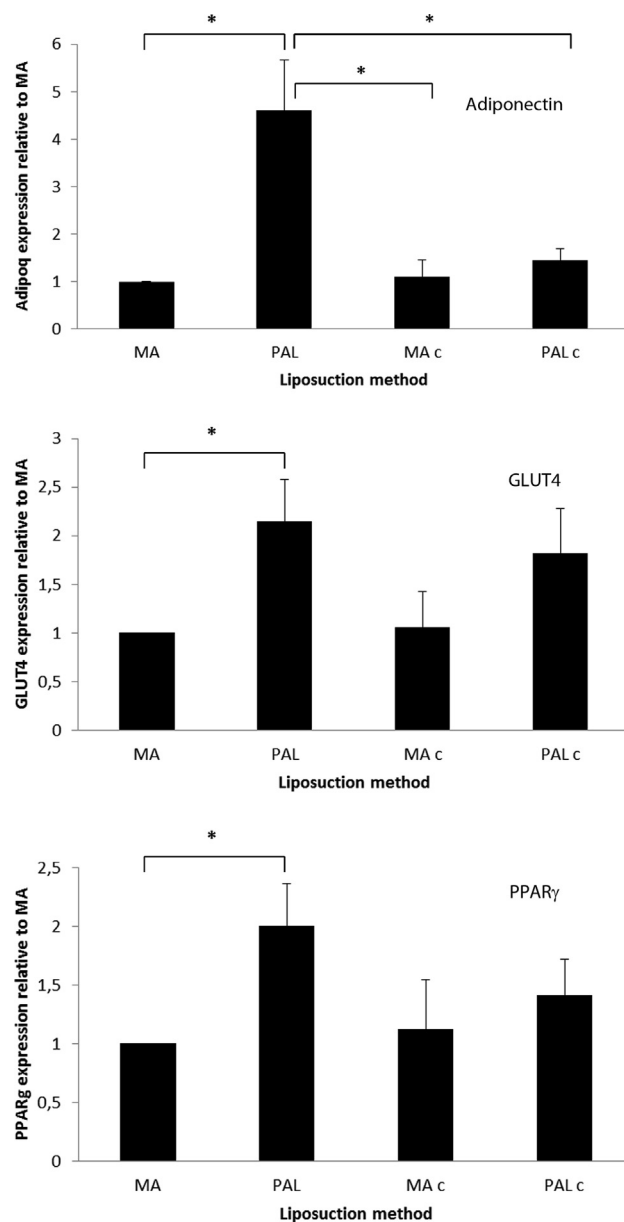 * *
*
Adiponectin
Adipoq expression relative to MA
6
5
4
3
2
1
0
MA PAL MA c PAL c
Liposuction method
*
GLUT4
GLUT4 expression relative to MA
3
2,5
2
1,5
1
0,5
0
MA PAL MA c PAL c
Liposuction method
*
PPARγ
PPARg expression relative to MA
2,5
2
1,5
1
0,5
0
MA PAL MA c PAL c
Liposuction method